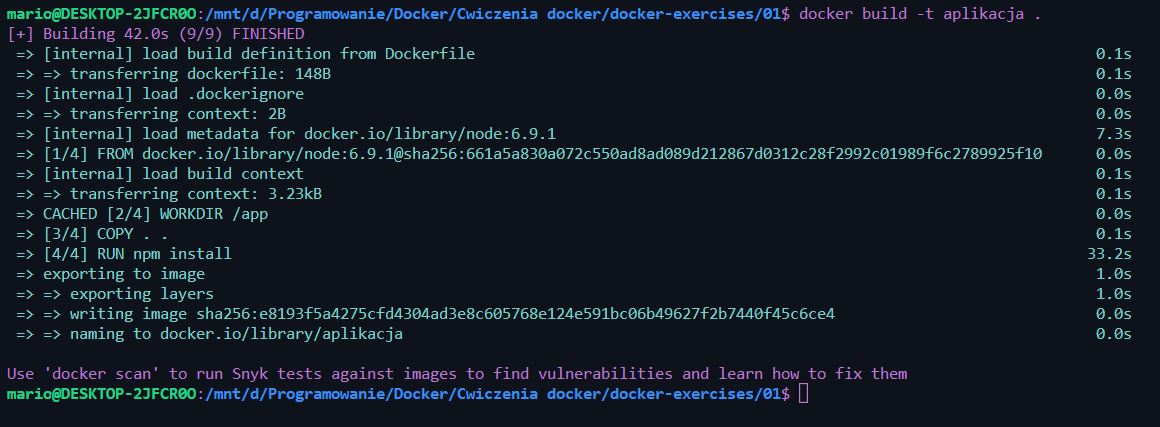 mario@DESKTOP-2JFCR0O:/mnt/d/Programowanie/Docker/Cwiczenia docker/docker-exercises/01$ docker build -t aplikacja .
[+] Building 42.0s (9/9) FINISHED
 => [internal] load build definition from Dockerfile 0.1s
 => => transferring dockerfile: 148B 0.1s
 => [internal] load .dockerignore 0.0s
 => => transferring context: 2B 0.0s
 => [internal] load metadata for docker.io/library/node:6.9.1 7.3s
 => [1/4] FROM docker.io/library/node:6.9.1@sha256:661a5a830a072c550ad8ad089d212867d0312c28f2992c01989f6c2789925f10 0.0s
 => [internal] load build context 0.1s
 => => transferring context: 3.23kB 0.1s
 => CACHED [2/4] WORKDIR /app 0.0s
 => [3/4] COPY . . 0.1s
 => [4/4] RUN npm install 33.2s
 => exporting to image 1.0s
 => => exporting layers 1.0s
 => => writing image sha256:e8193f5a4275cfd4304ad3e8c605768e124e591bc06b49627f2b7440f45c6ce4 0.0s
 => => naming to docker.io/library/aplikacja 0.0s
Use 'docker scan' to run Snyk tests against images to find vulnerabilities and learn how to fix them
mario@DESKTOP-2JFCR0O:/mnt/d/Programowanie/Docker/Cwiczenia docker/docker-exercises/01$